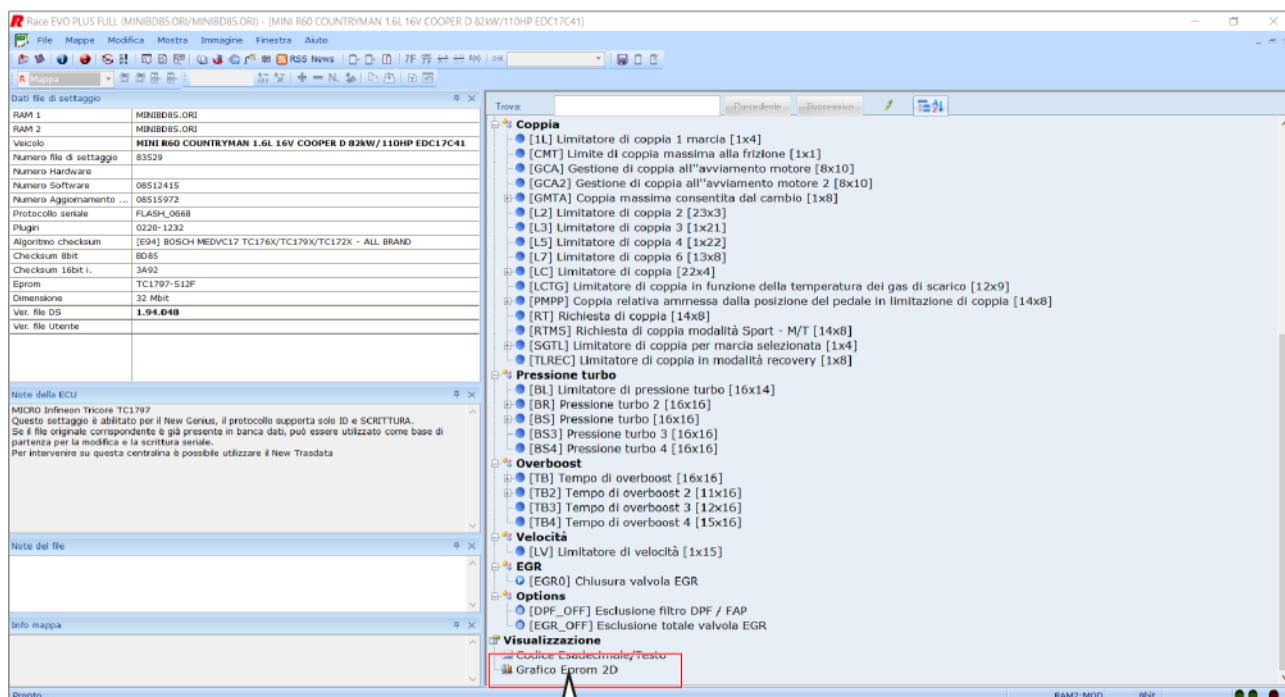 Race EVO PLUS FULL (MINIBD85.ORI/MINIBD85.ORI) - [MINI R60 COUNTRYMAN 1.6L 16V COOPER D 82kW/110HP EDC17C41]
File Mappe Modifica Mostra Immagine Finestra Aiuto
RSS News
R Mappa
Dati file di settaggio
RAM 1 MINIBD85.ORI
RAM 2 MINIBD85.ORI
Veicolo MINI R60 COUNTRYMAN 1.6L 16V COOPER D 82kW/110HP EDC17C41
Numero file di settaggio 83529
Numero Hardware
Numero Software 08512415
Numero Aggiornamento ... 08515972
Protocollo seriale FLASH_0668
Plugin 0220-1232
Algoritmo checksum [E94] BOSCH MEDVC17 TC176X/TC179X/TC172X - ALL BRAND
Checksum 8bit BD85
Checksum 16bit i. 3A92
Eprom TC1797-512F
Dimensione 32 Mbit
Ver. file DS 1.94.048
Ver. file Utente
Note della ECU
MICRO Infineon Tricore TC1797
Questo settaggio è abilitato per il New Genius, il protocollo supporta solo ID e SCRITTURA.
Se il file originale corrispondente è già presente in banca dati, può essere utilizzato come base di
partenza per la modifica e la scrittura seriale.
Per intervenire su questa centralina è possibile utilizzare il New Trasdata
Note del file
Info mappa
Trova: Precedente Successivo
Coppia
[1L] Limitatore di coppia 1 marcia [1x4]
[CMT] Limite di coppia massima alla frizione [1x1]
[GCA] Gestione di coppia all''avviamento motore [8x10]
[GCA2] Gestione di coppia all''avviamento motore 2 [8x10]
[GMTA] Coppia massima consentita dal cambio [1x8]
[L2] Limitatore di coppia 2 [23x3]
[L3] Limitatore di coppia 3 [1x21]
[L5] Limitatore di coppia 4 [1x22]
[L7] Limitatore di coppia 6 [13x8]
[LC] Limitatore di coppia [22x4]
[LCTG] Limitatore di coppia in funzione della temperatura dei gas di scarico [12x9]
[PMPP] Coppia relativa ammessa dalla posizione del pedale in limitazione di coppia [14x8]
[RT] Richiesta di coppia [14x8]
[RTMS] Richiesta di coppia modalità Sport - M/T [14x8]
[SGTL] Limitatore di coppia per marcia selezionata [1x4]
[TLREC] Limitatore di coppia in modalità recovery [1x8]
Pressione turbo
[BL] Limitatore di pressione turbo [16x14]
[BR] Pressione turbo 2 [16x16]
[BS] Pressione turbo [16x16]
[BS3] Pressione turbo 3 [16x16]
[BS4] Pressione turbo 4 [16x16]
Overboost
[TB] Tempo di overboost [16x16]
[TB2] Tempo di overboost 2 [11x16]
[TB3] Tempo di overboost 3 [12x16]
[TB4] Tempo di overboost 4 [15x16]
Velocità
[LV] Limitatore di velocità [1x15]
EGR
[EGR0] Chiusura valvola EGR
Options
[DPF_OFF] Esclusione filtro DPF / FAP
[EGR_OFF] Esclusione totale valvola EGR
Visualizzazione
Codice Esadecimale/Testo
Grafico Eprom 2D
Pronto RAM2:MOD 8bit